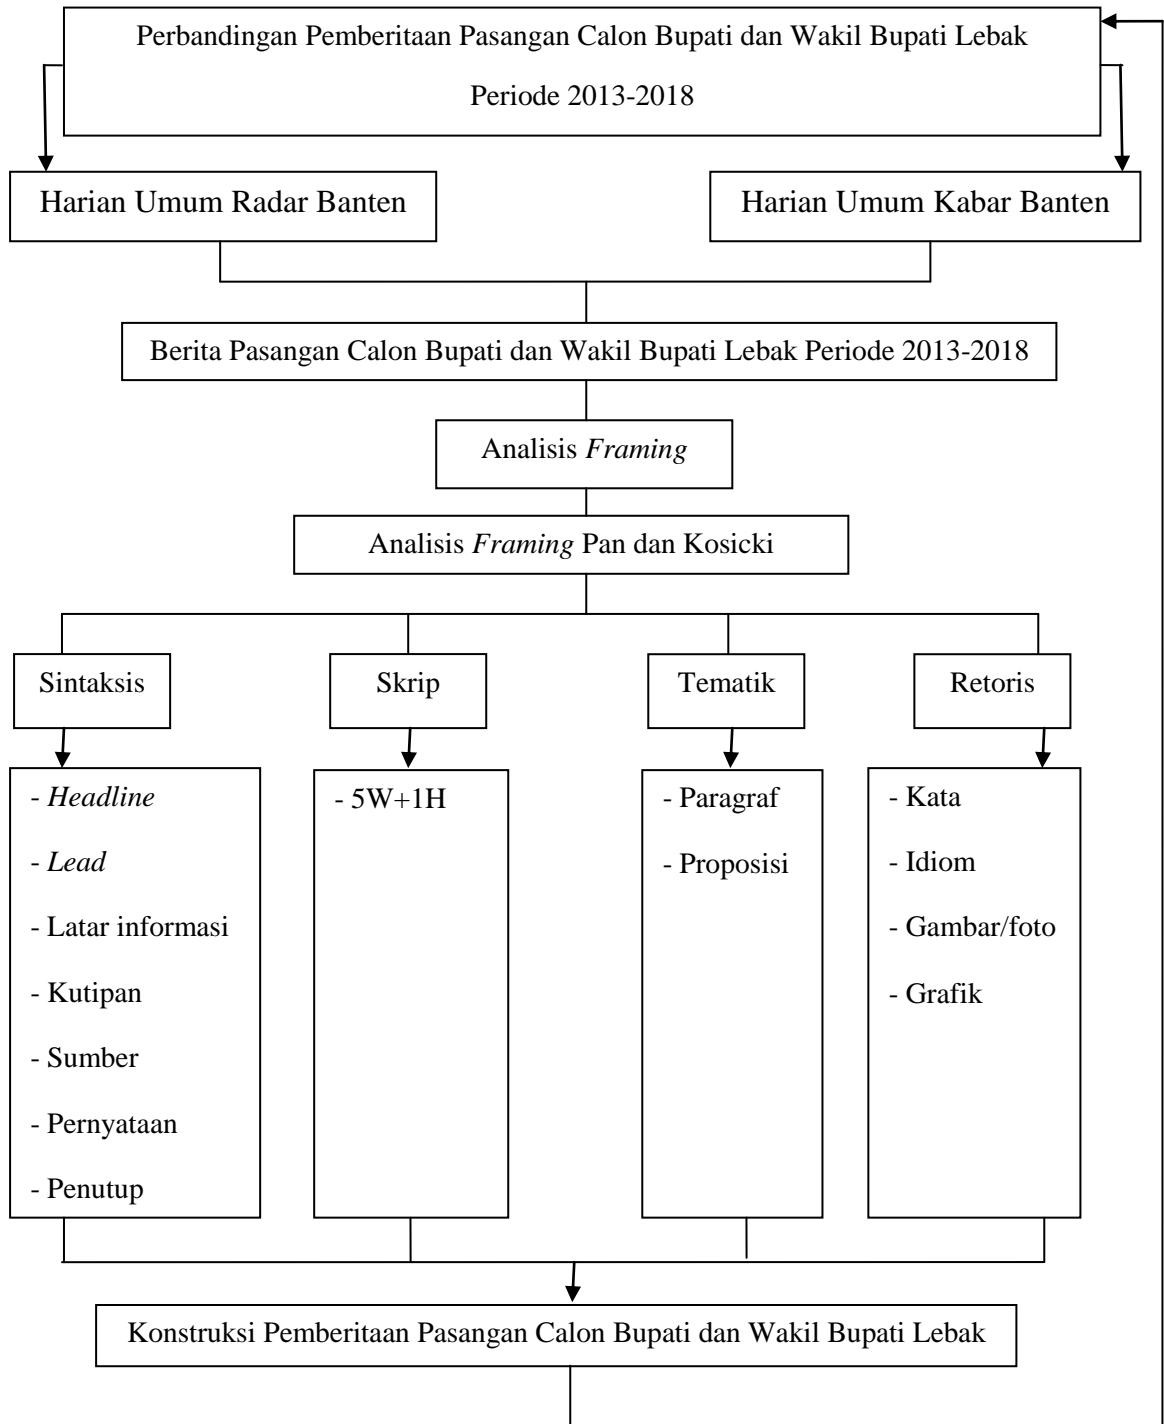 Perbandingan Pemberitaan Pasangan Calon Bupati dan Wakil Bupati Lebak
Periode 2013-2018
Harian Umum Radar Banten
Harian Umum Kabar Banten
Berita Pasangan Calon Bupati dan Wakil Bupati Lebak Periode 2013-2018
Analisis Framing
Analisis Framing Pan dan Kosicki
Sintaksis
Skrip
Tematik
Retoris
- Headline
- Lead
- Latar informasi
- Kutipan
- Sumber
- Pernyataan
- Penutup
- 5W+1H
- Paragraf
- Proposisi
- Kata
- Idiom
- Gambar/foto
- Grafik
Konstruksi Pemberitaan Pasangan Calon Bupati dan Wakil Bupati Lebak